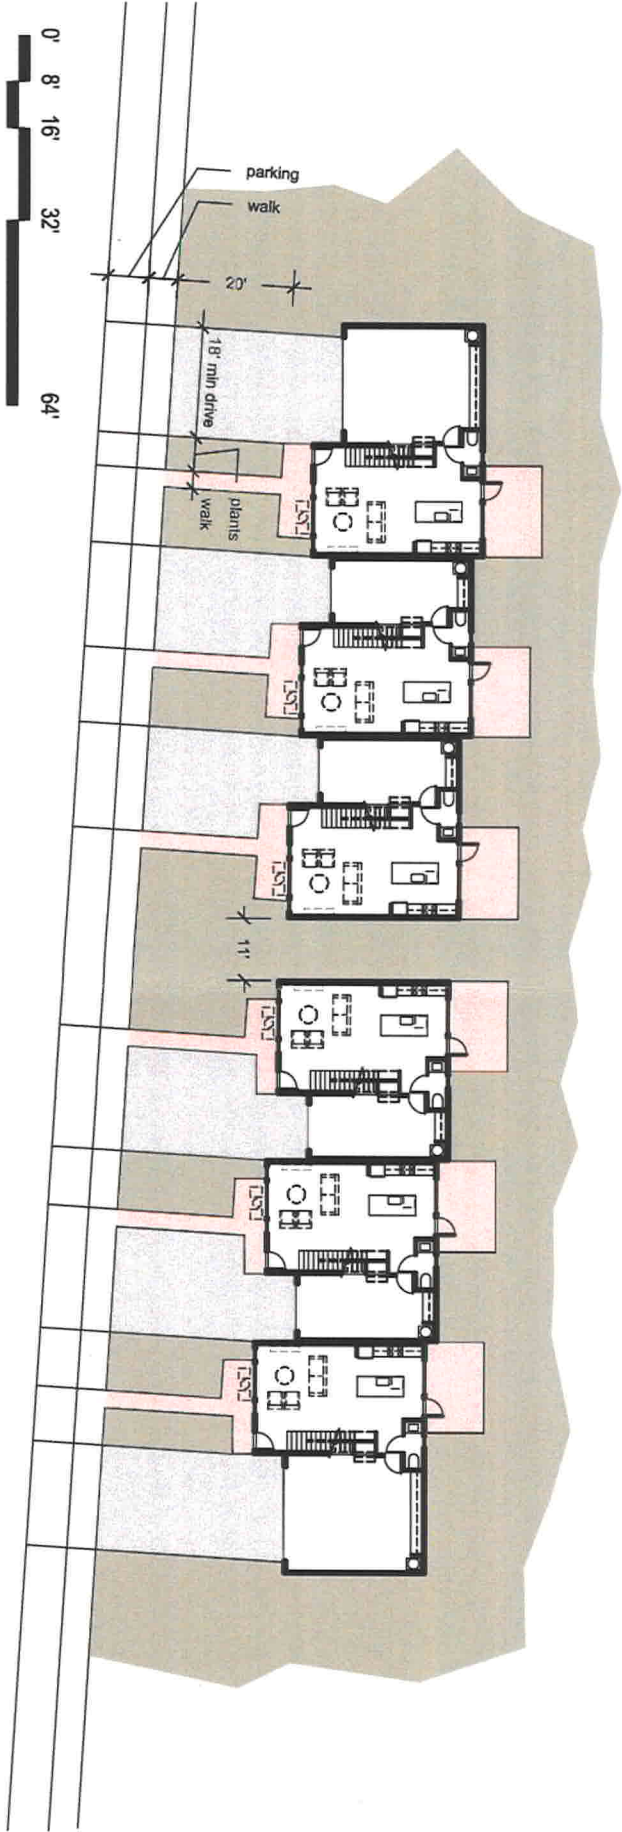 0'
8'
16'
32'
64'
parking
walk
20'
18' min drive
plants
walk
11'